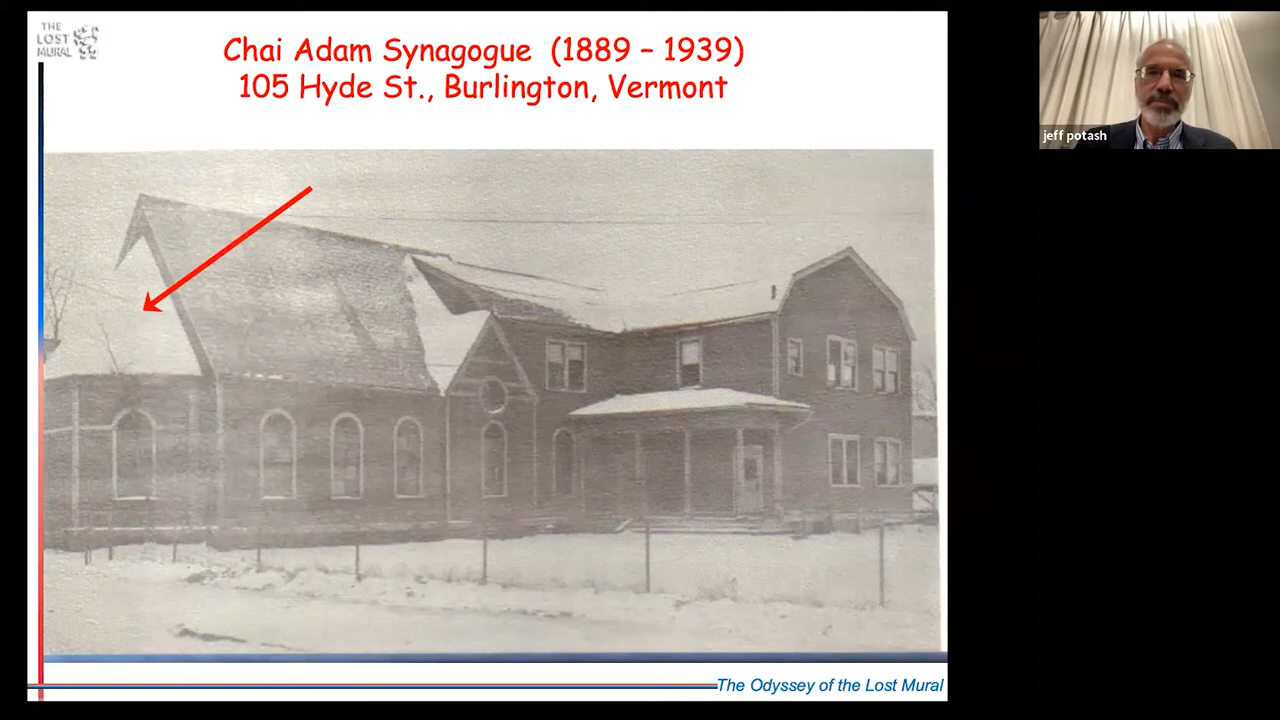 THE
LOST
MURAL
Chai Adam Synagogue (1889 – 1939)
105 Hyde St., Burlington, Vermont
jeff potash
The Odyssey of the Lost Mural